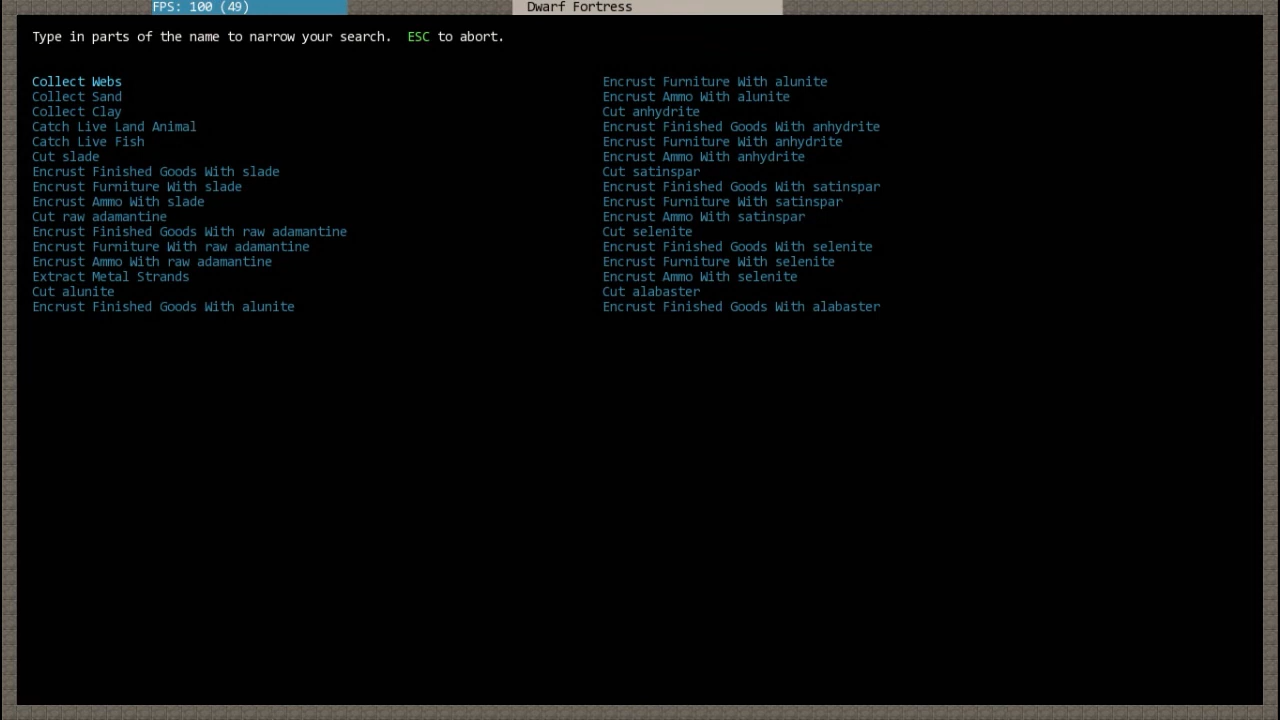 FPS: 100 (49)
Dwarf Fortress
Type in parts of the name to narrow your search.  ESC to abort.
Collect Webs
Collect Sand
Collect Clay
Catch Live Land Animal
Catch Live Fish
Cut slade
Encrust Finished Goods With slade
Encrust Furniture With slade
Encrust Ammo With slade
Cut raw adamantine
Encrust Finished Goods With raw adamantine
Encrust Furniture With raw adamantine
Encrust Ammo With raw adamantine
Extract Metal Strands
Cut alunite
Encrust Finished Goods With alunite
Encrust Furniture With alunite
Encrust Ammo With alunite
Cut anhydrite
Encrust Finished Goods With anhydrite
Encrust Furniture With anhydrite
Encrust Ammo With anhydrite
Cut satinspar
Encrust Finished Goods With satinspar
Encrust Furniture With satinspar
Encrust Ammo With satinspar
Cut selenite
Encrust Finished Goods With selenite
Encrust Furniture With selenite
Encrust Ammo With selenite
Cut alabaster
Encrust Finished Goods With alabaster